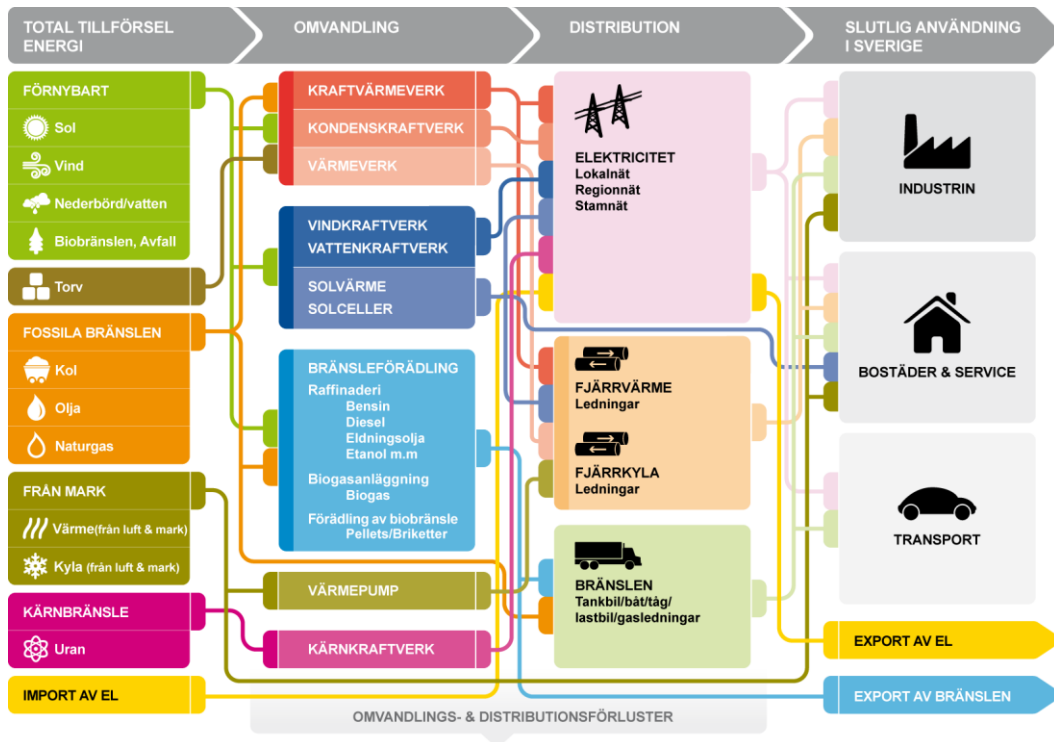 TOTAL TILLFÖRSEL
ENERGI
OMVANDLING
DISTRIBUTION
SLUTLIG ANVÄNDNING
I SVERIGE
FÖRNYBART
Sol
Vind
Nederbörd/vatten
Biobränslen, Avfall
Torv
FOSSILA BRÄNSLEN
Kol
Olja
Naturgas
FRÅN MARK
Värme(från luft & mark)
Kyla (från luft & mark)
KÄRNBRÄNSLE
Uran
IMPORT AV EL
KRAFTVÄRMEVERK
KONDENSKRAFTVERK
VÄRMEVERK
VINDKRAFTVERK
VATTENKRAFTVERK
SOLVÄRME
SOLCELLER
BRÄNSLEFÖRÄDLING
Raffinaderi
Bensin
Diesel
Eldningsolja
Etanol m.m
Biogasanläggning
Biogas
Förädling av biobränsle
Pellets/Briketter
VÄRMEPUMP
KÄRNKRAFTVERK
ELEKTRICITET
Lokalnät
Regionnät
Stamnät
FJÄRRVÄRME
Ledningar
FJÄRRKYLA
Ledningar
BRÄNSLEN
Tankbil/båt/tåg/
lastbil/gasledningar
INDUSTRIN
BOSTÄDER & SERVICE
TRANSPORT
EXPORT AV EL
EXPORT AV BRÄNSLEN
OMVANDLINGS- & DISTRIBUTIONSFÖRLUSTER